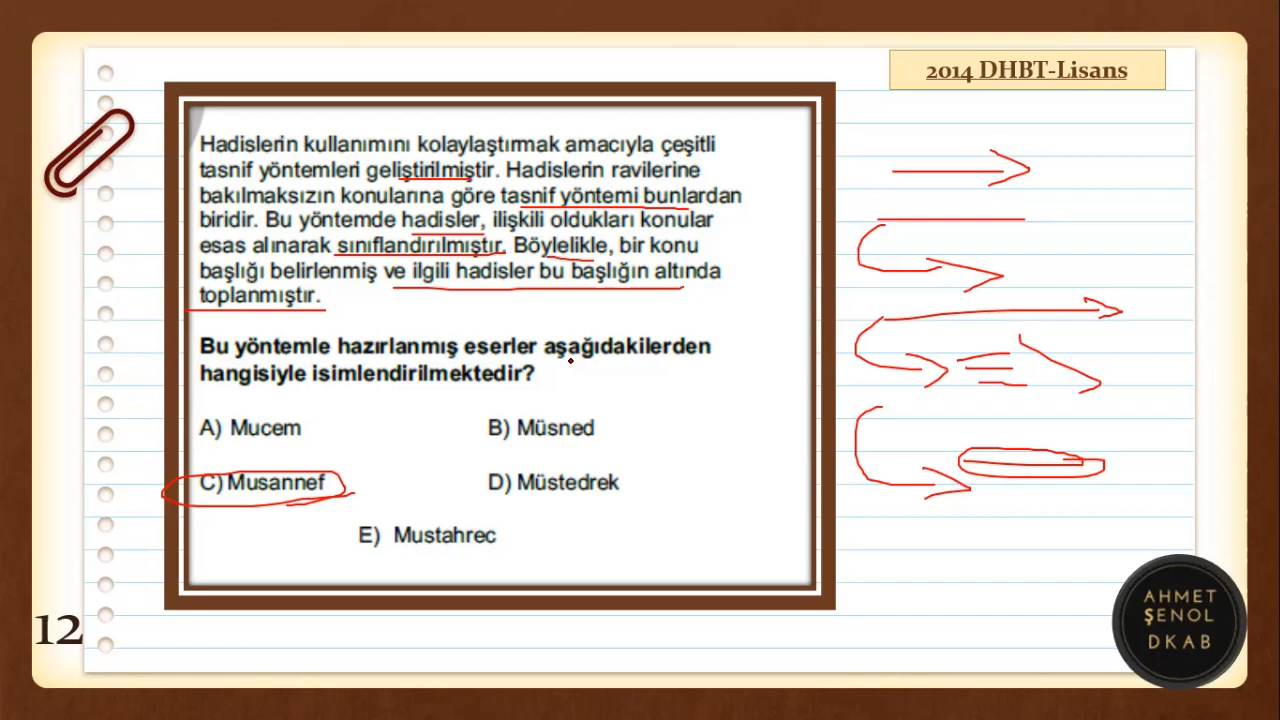 2014 DHBT-Lisans
Hadislerin kullanımını kolaylaştırmak amacıyla çeşitli
tasnif yöntemleri geliştirilmiştir. Hadislerin ravilerine
bakılmaksızın konularına göre tasnif yöntemi bunlardan
biridir. Bu yöntemde hadisler, ilişkili oldukları konular
esas alınarak sınıflandırılmıştır. Böylelikle, bir konu
başlığı belirlenmiş ve ilgili hadisler bu başlığın altında
toplanmıştır.
Bu yöntemle hazırlanmış eserler aşağıdakilerden
hangisiyle isimlendirilmektedir?
A) Mucem
B) Müsned
C) Musannef
D) Müstedrek
E) Mustahrec
12
AHMET
ŞENOL
DKAB